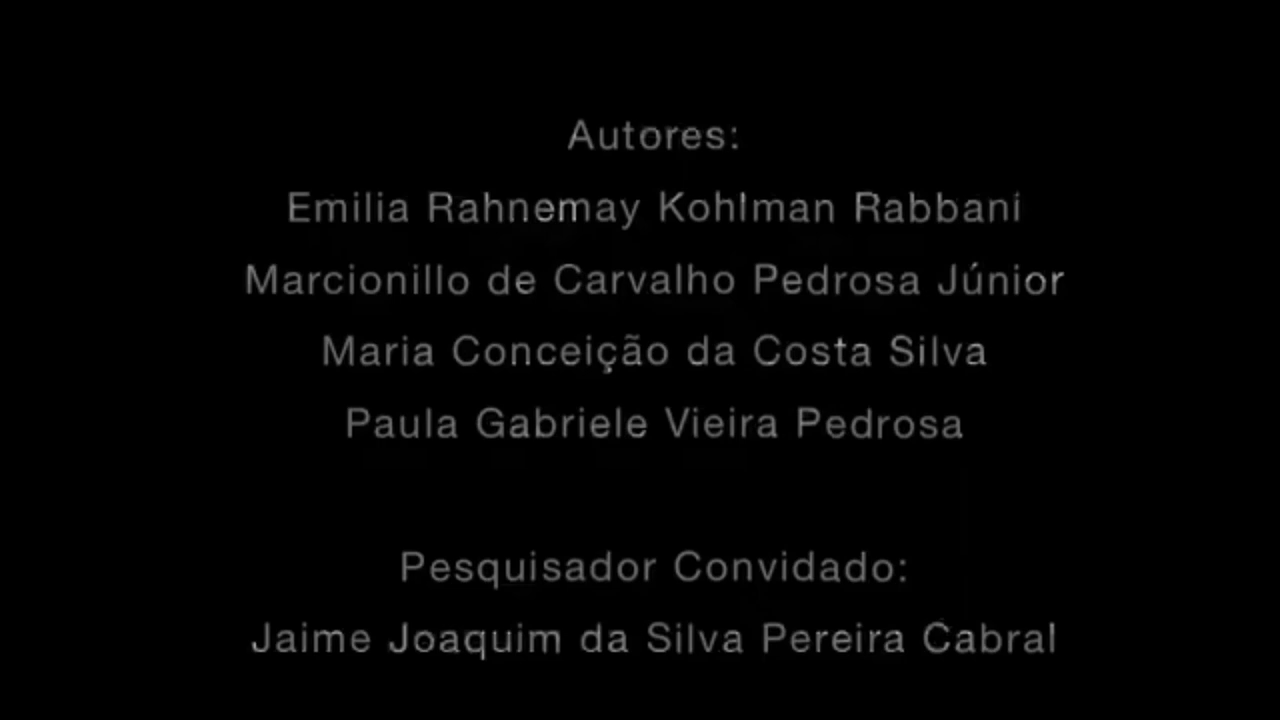 Autores:
Emilia Rahnemay Kohlman Rabbani
Marcionillo de Carvalho Pedrosa Júnior
Maria Conceição da Costa Silva
Paula Gabriele Vieira Pedrosa
Pesquisador Convidado:
Jaime Joaquim da Silva Pereira Cabral